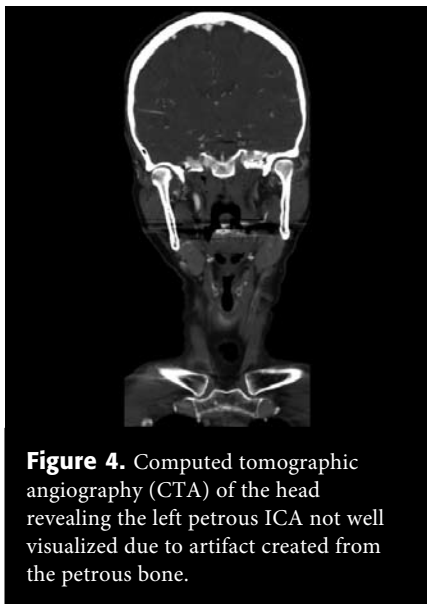 Figure 4. Computed tomographic
angiography (CTA) of the head
revealing the left petrous ICA not well
visualized due to artifact created from
the petrous bone.